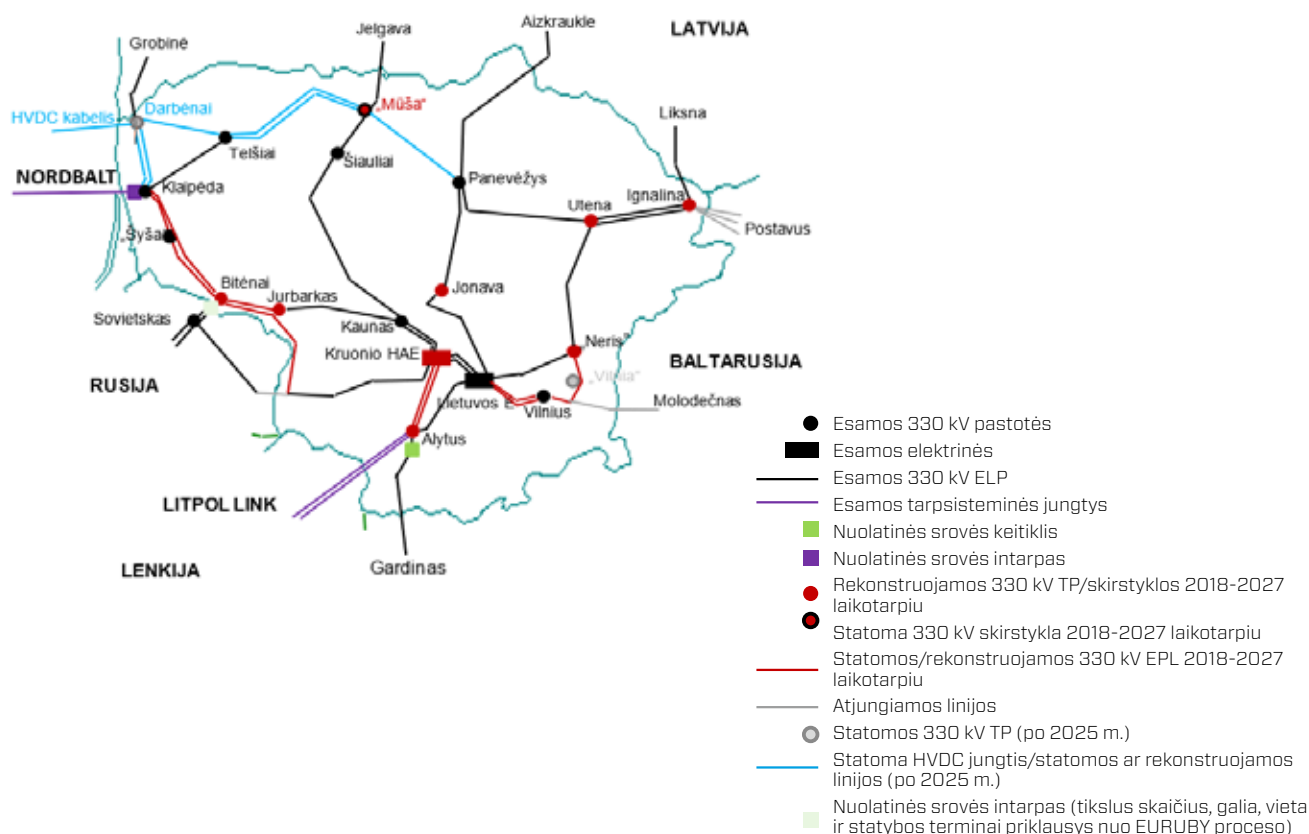 Aizkraukle
Jelgava
LATVIJA
Grobinė
HVDC kabelis
Darbėnai
„Mūša“
Liksna
Telšiai
Šiauliai
NORDBALT
Klaipėda
Panevėžys
Utena
Ignalina
Postavus
„Šyša“
Bitėnai
Jurbarkas
Jonava
Sovietskas
Kaunas
Kruonio HAE
„Neris“
BALTARUSIJA
RUSIJA
„Vilnia“
Lietuvos E
Vilnius
Molodečnas
Alytus
LITPOL LINK
LENKIJA
Gardinas
Esamos 330 kV pastotės
Esamos elektrinės
Esamos 330 kV ELP
Esamos tarpsisteminės jungtys
Nuolatinės srovės keitiklis
Nuolatinės srovės intarpas
Rekonstruojamos 330 kV TP/skirstyklos 2018-2027
laikotarpiu
Statoma 330 kV skirstykla 2018-2027 laikotarpiu
Statomos/rekonstruojamos 330 kV EPL 2018-2027
laikotarpiu
Atjungiamos linijos
Statomos 330 kV TP (po 2025 m.)
Statoma HVDC jungtis/statomos ar rekonstruojamos
linijos (po 2025 m.)
Nuolatinės srovės intarpas (tikslus skaičius, galia, vieta
ir statybos terminai priklausys nuo EURUBY proceso)